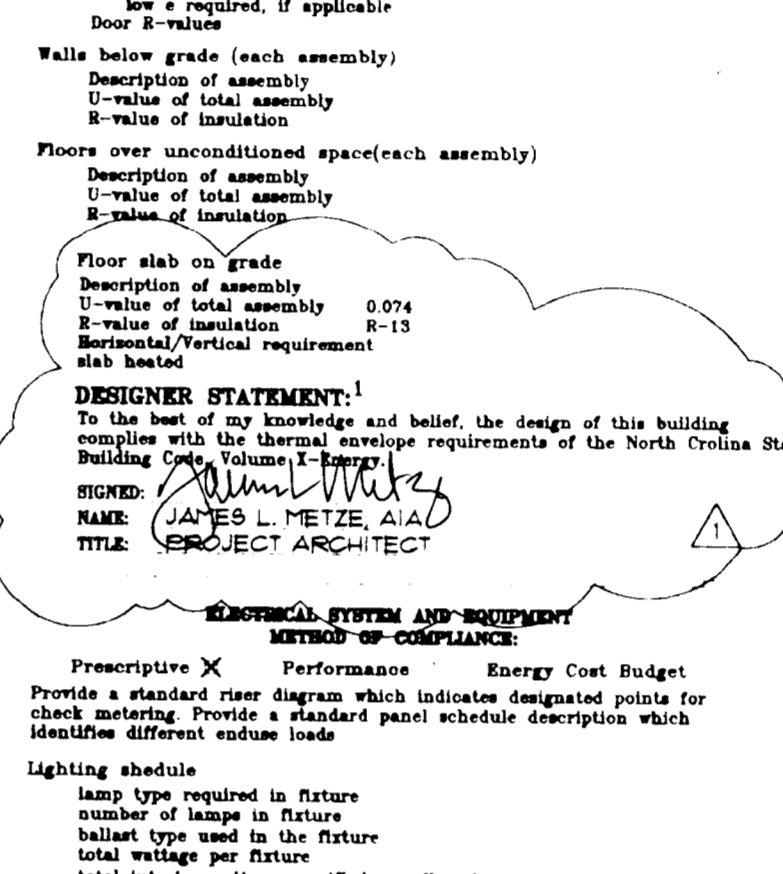 low e required, if applicable
Door R-values
Walls below grade (each assembly)
Description of assembly
U-value of total assembly
R-value of insulation
Floors over unconditioned space(each assembly)
Description of assembly
U-value of total assembly
R-value of insulation
Floor slab on grade
Description of assembly
U-value of total assembly 0.074
R-value of insulation R-13
Horizontal/Vertical requirement
slab heated
DESIGNER STATEMENT:1
To the best of my knowledge and belief, the design of this building
complies with the thermal envelope requirements of the North Crolina Sta
Building Code, Volume X-Energy.
SIGNED: James L Metze
NAME: JAMES L. METZE, AIA
TITLE: PROJECT ARCHITECT
1
ELECTRICAL SYSTEM AND EQUIPMENT
METHOD OF COMPLIANCE:
Prescriptive X Performance Energy Cost Budget
Provide a standard riser diagram which indicates designated points for
check metering. Provide a standard panel schedule description which
identifies different enduse loads
Lighting shedule
lamp type required in fixture
number of lamps in fixture
ballast type used in the fixture
total wattage per fixture